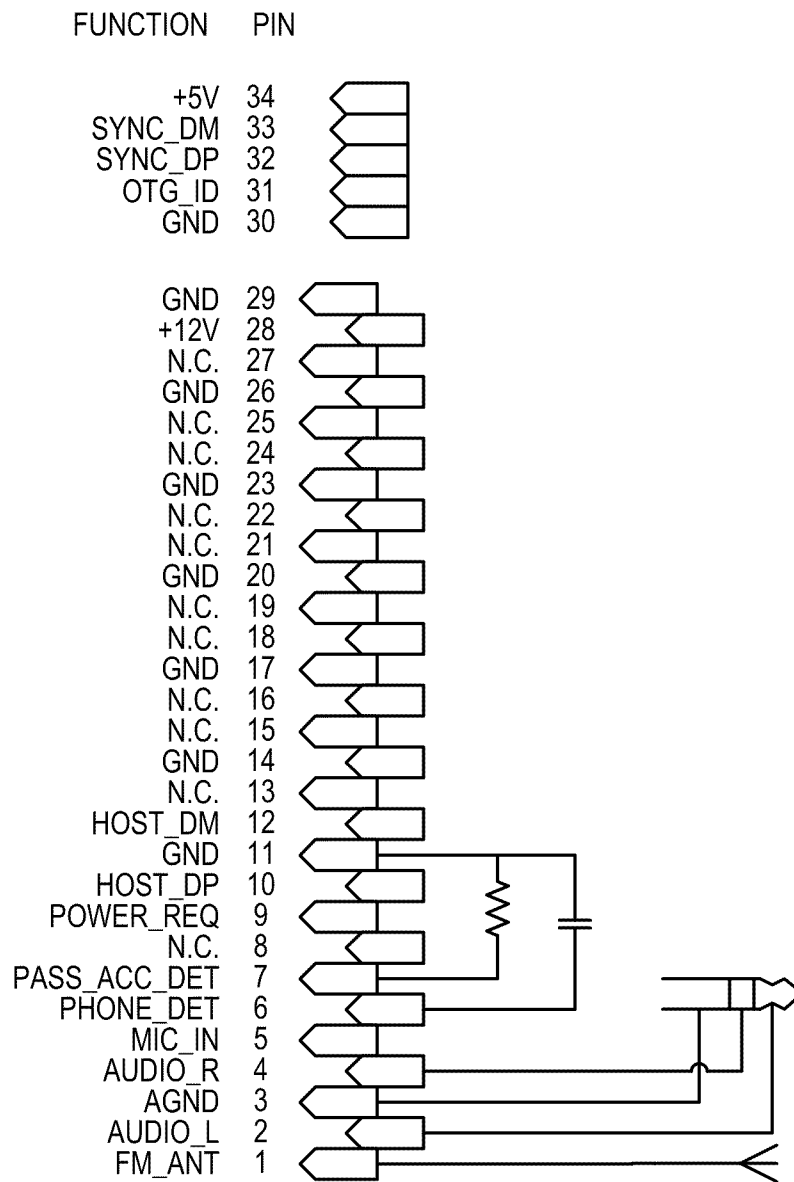 FUNCTION PIN
+5V 34
SYNC_DM 33
SYNC_DP 32
OTG_ID 31
GND 30
GND 29
+12V 28
N.C. 27
GND 26
N.C. 25
N.C. 24
GND 23
N.C. 22
N.C. 21
GND 20
N.C. 19
N.C. 18
GND 17
N.C. 16
N.C. 15
GND 14
N.C. 13
HOST_DM 12
GND 11
HOST_DP 10
POWER_REQ 9
N.C. 8
PASS_ACC_DET 7
PHONE_DET 6
MIC_IN 5
AUDIO_R 4
AGND 3
AUDIO_L 2
FM_ANT 1